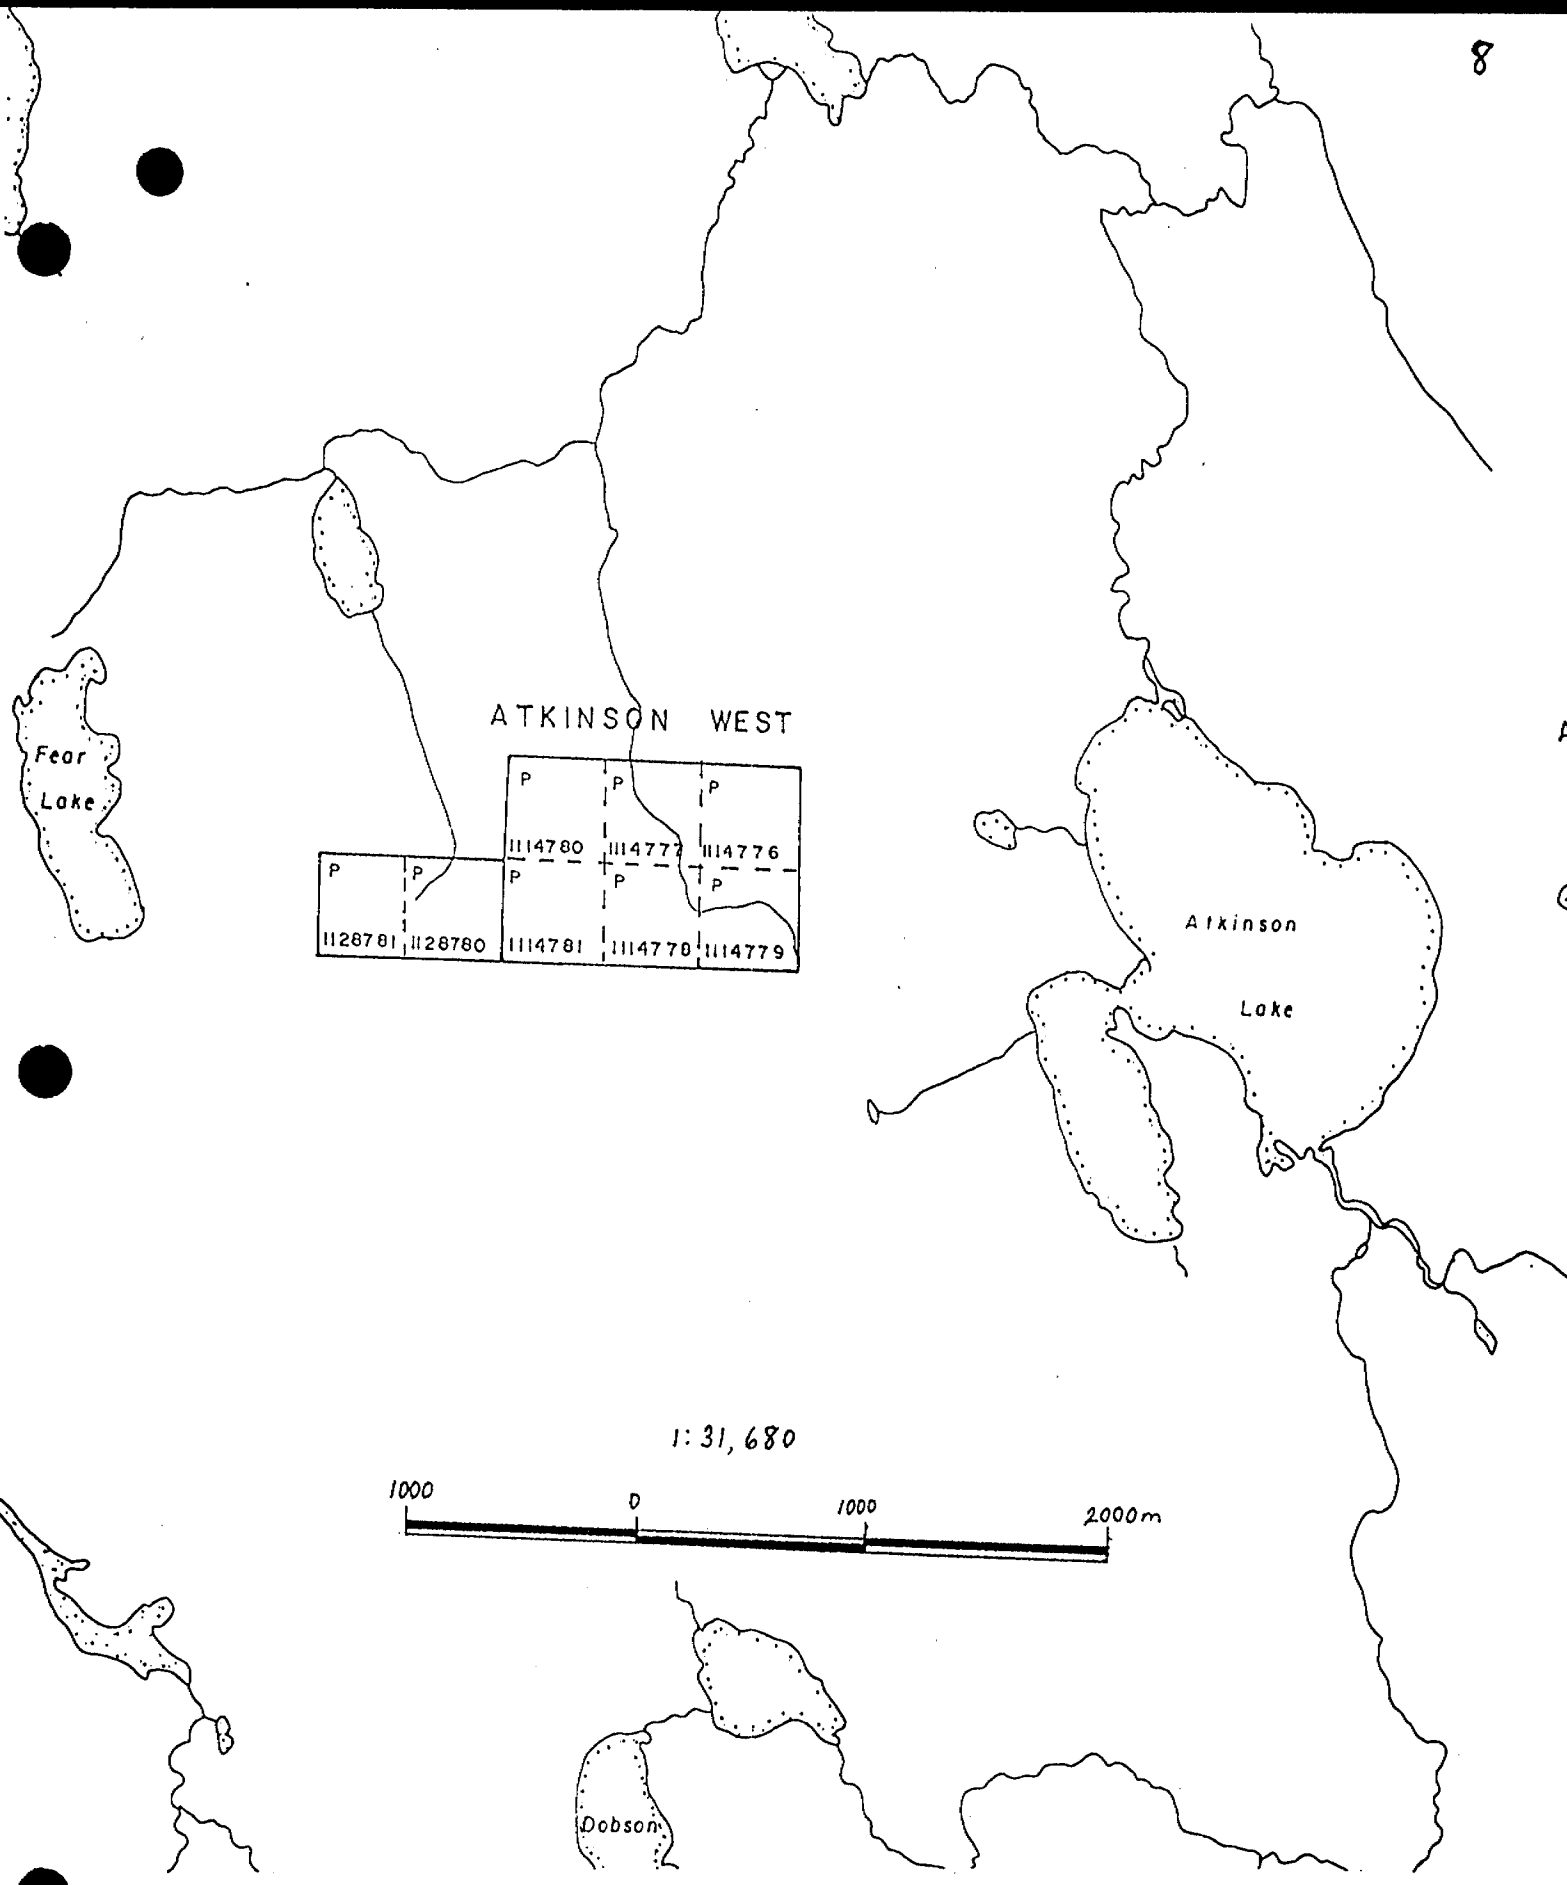 8
ATKINSON WEST
Fear
Lake
P P P
1114780 1114777 1114776
P P P P P
1128781 1128780 1114781 1114778 1114779
Atkinson
Lake
1:31,680
1000 0 1000 2000m
Dobson